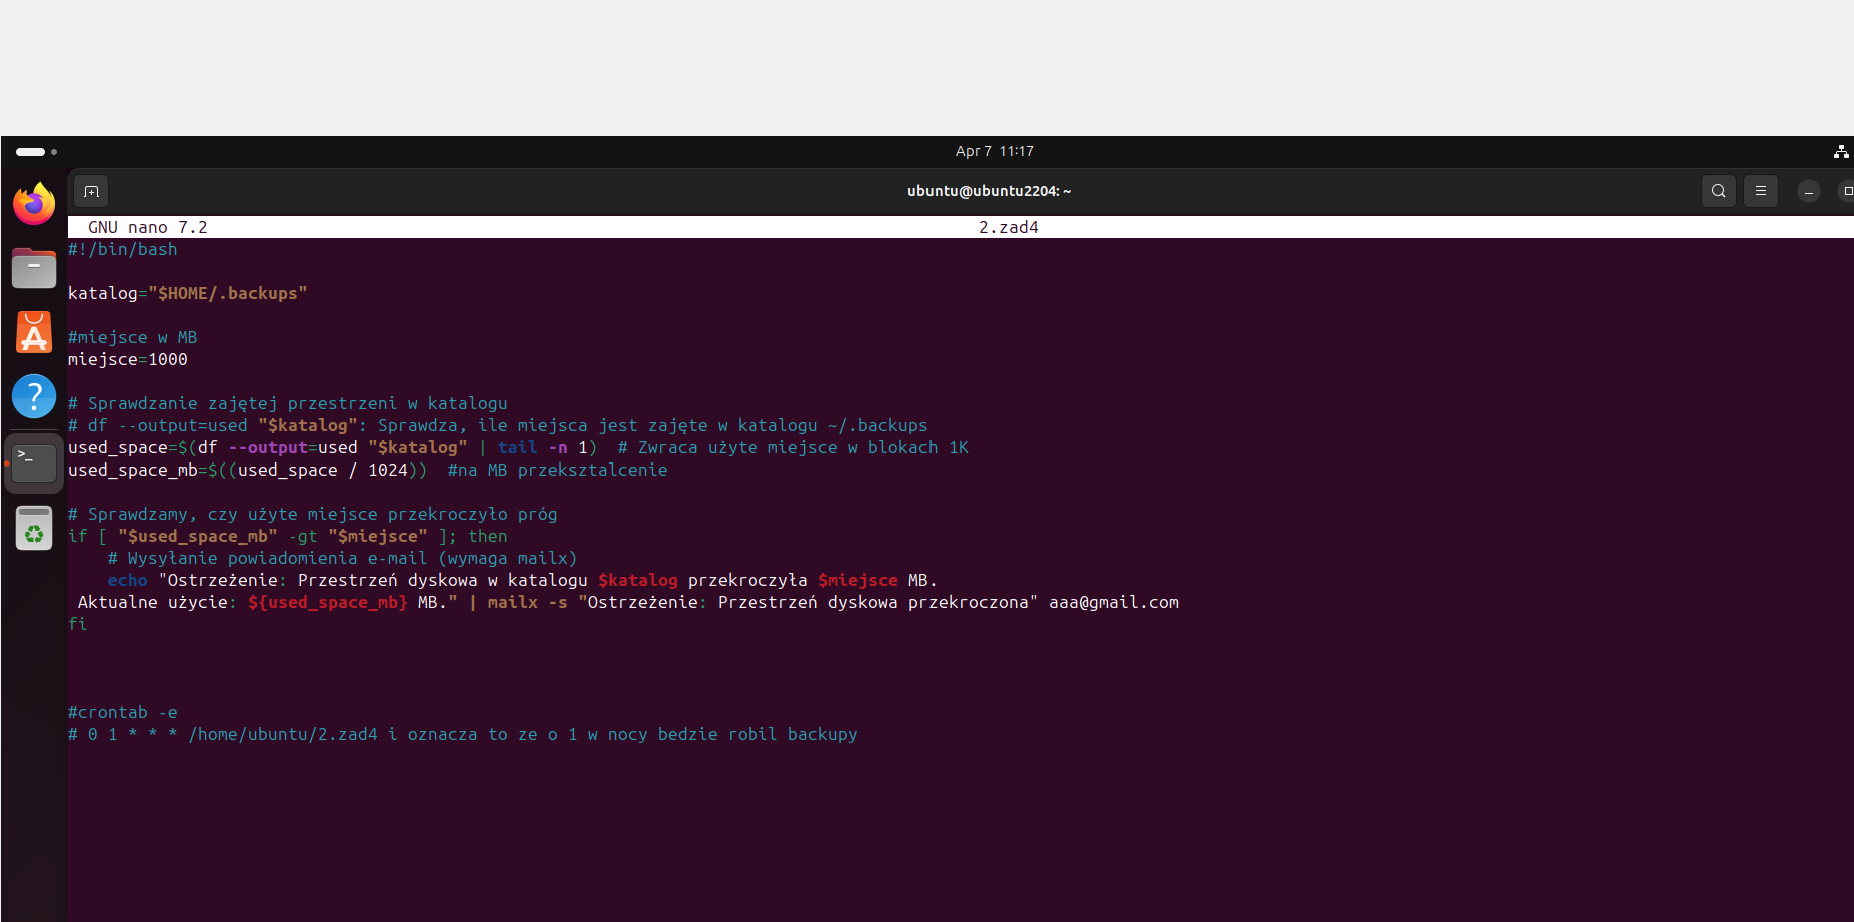 Apr 7 11:17
ubuntu@ubuntu2204: ~
GNU nano 7.2 2.zad4
#!/bin/bash
katalog="$HOME/.backups"
#miejsce w MB
miejsce=1000
# Sprawdzanie zajętej przestrzeni w katalogu
# df --output=used "$katalog": Sprawdza, ile miejsca jest zajęte w katalogu ~/.backups
used_space=$(df --output=used "$katalog" | tail -n 1)  # Zwraca użyte miejsce w blokach 1K
used_space_mb=$((used_space / 1024))  #na MB przeksztalcenie
# Sprawdzamy, czy użyte miejsce przekroczyło próg
if [ "$used_space_mb" -gt "$miejsce" ]; then
    # Wysyłanie powiadomienia e-mail (wymaga mailx)
    echo "Ostrzeżenie: Przestrzeń dyskowa w katalogu $katalog przekroczyła $miejsce MB.
 Aktualne użycie: ${used_space_mb} MB." | mailx -s "Ostrzeżenie: Przestrzeń dyskowa przekroczona" aaa@gmail.com
fi
#crontab -e
# 0 1 * * * /home/ubuntu/2.zad4 i oznacza to ze o 1 w nocy bedzie robil backupy